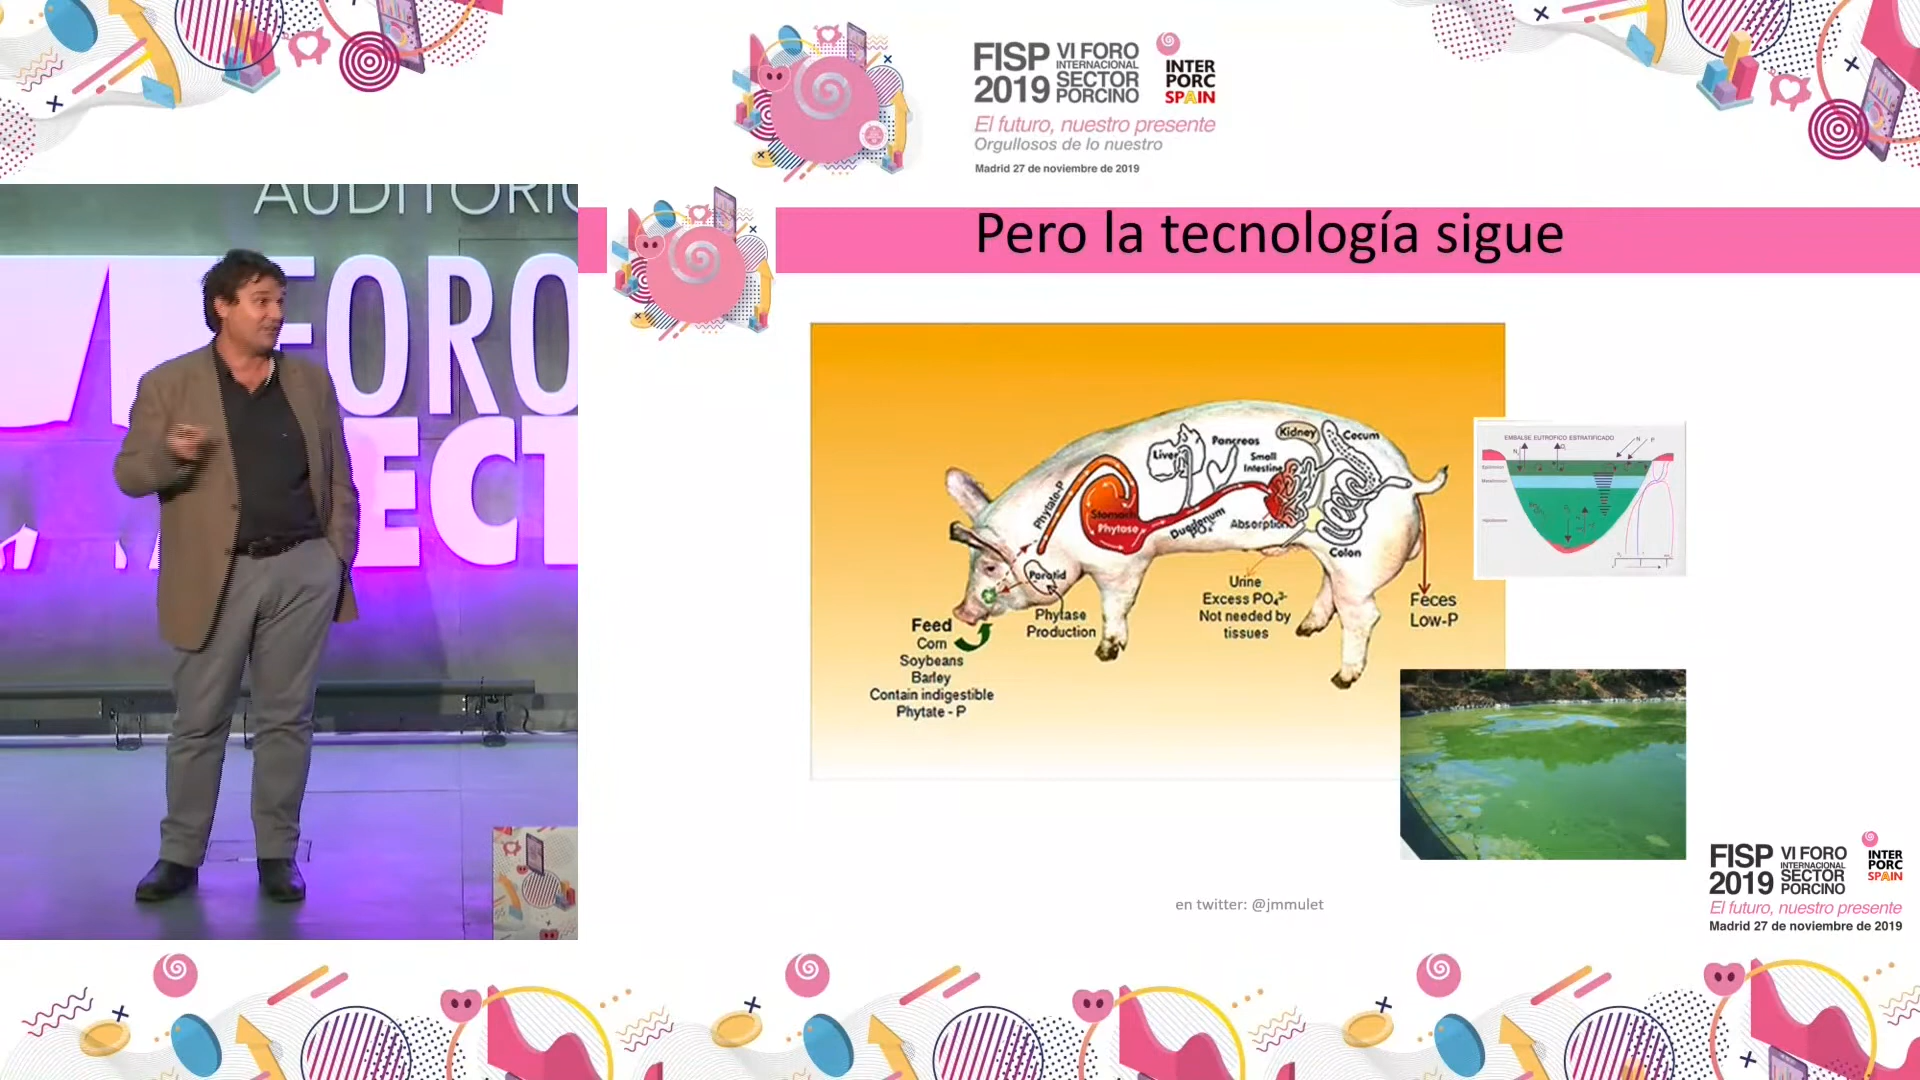 FISP 2019
VI FORO
INTERNACIONAL
SECTOR
PORCINO
INTER
PORC
SPAIN
El futuro, nuestro presente
Orgullosos de lo nuestro
Madrid 27 de noviembre de 2019
AUDITORIO
FORO
SECT
Pero la tecnología sigue
Liver
Pancreas
Kidney
Cecum
Small
Intestine
Phytate-P
Stomach
Phytase
Duodenum
PO₄
Absorption
Colon
Parotid
Phytase
Production
Feed
Corn
Soybeans
Barley
Contain indigestible
Phytate - P
Urine
Excess PO₄³⁻
Not needed by
tissues
Feces
Low-P
EMBALSE EUTROFICO ESTRATIFICADO
N
P
en twitter: @jmmulet
FISP 2019
VI FORO
INTERNACIONAL
SECTOR
PORCINO
INTER
PORC
SPAIN
El futuro, nuestro presente
Madrid 27 de noviembre de 2019